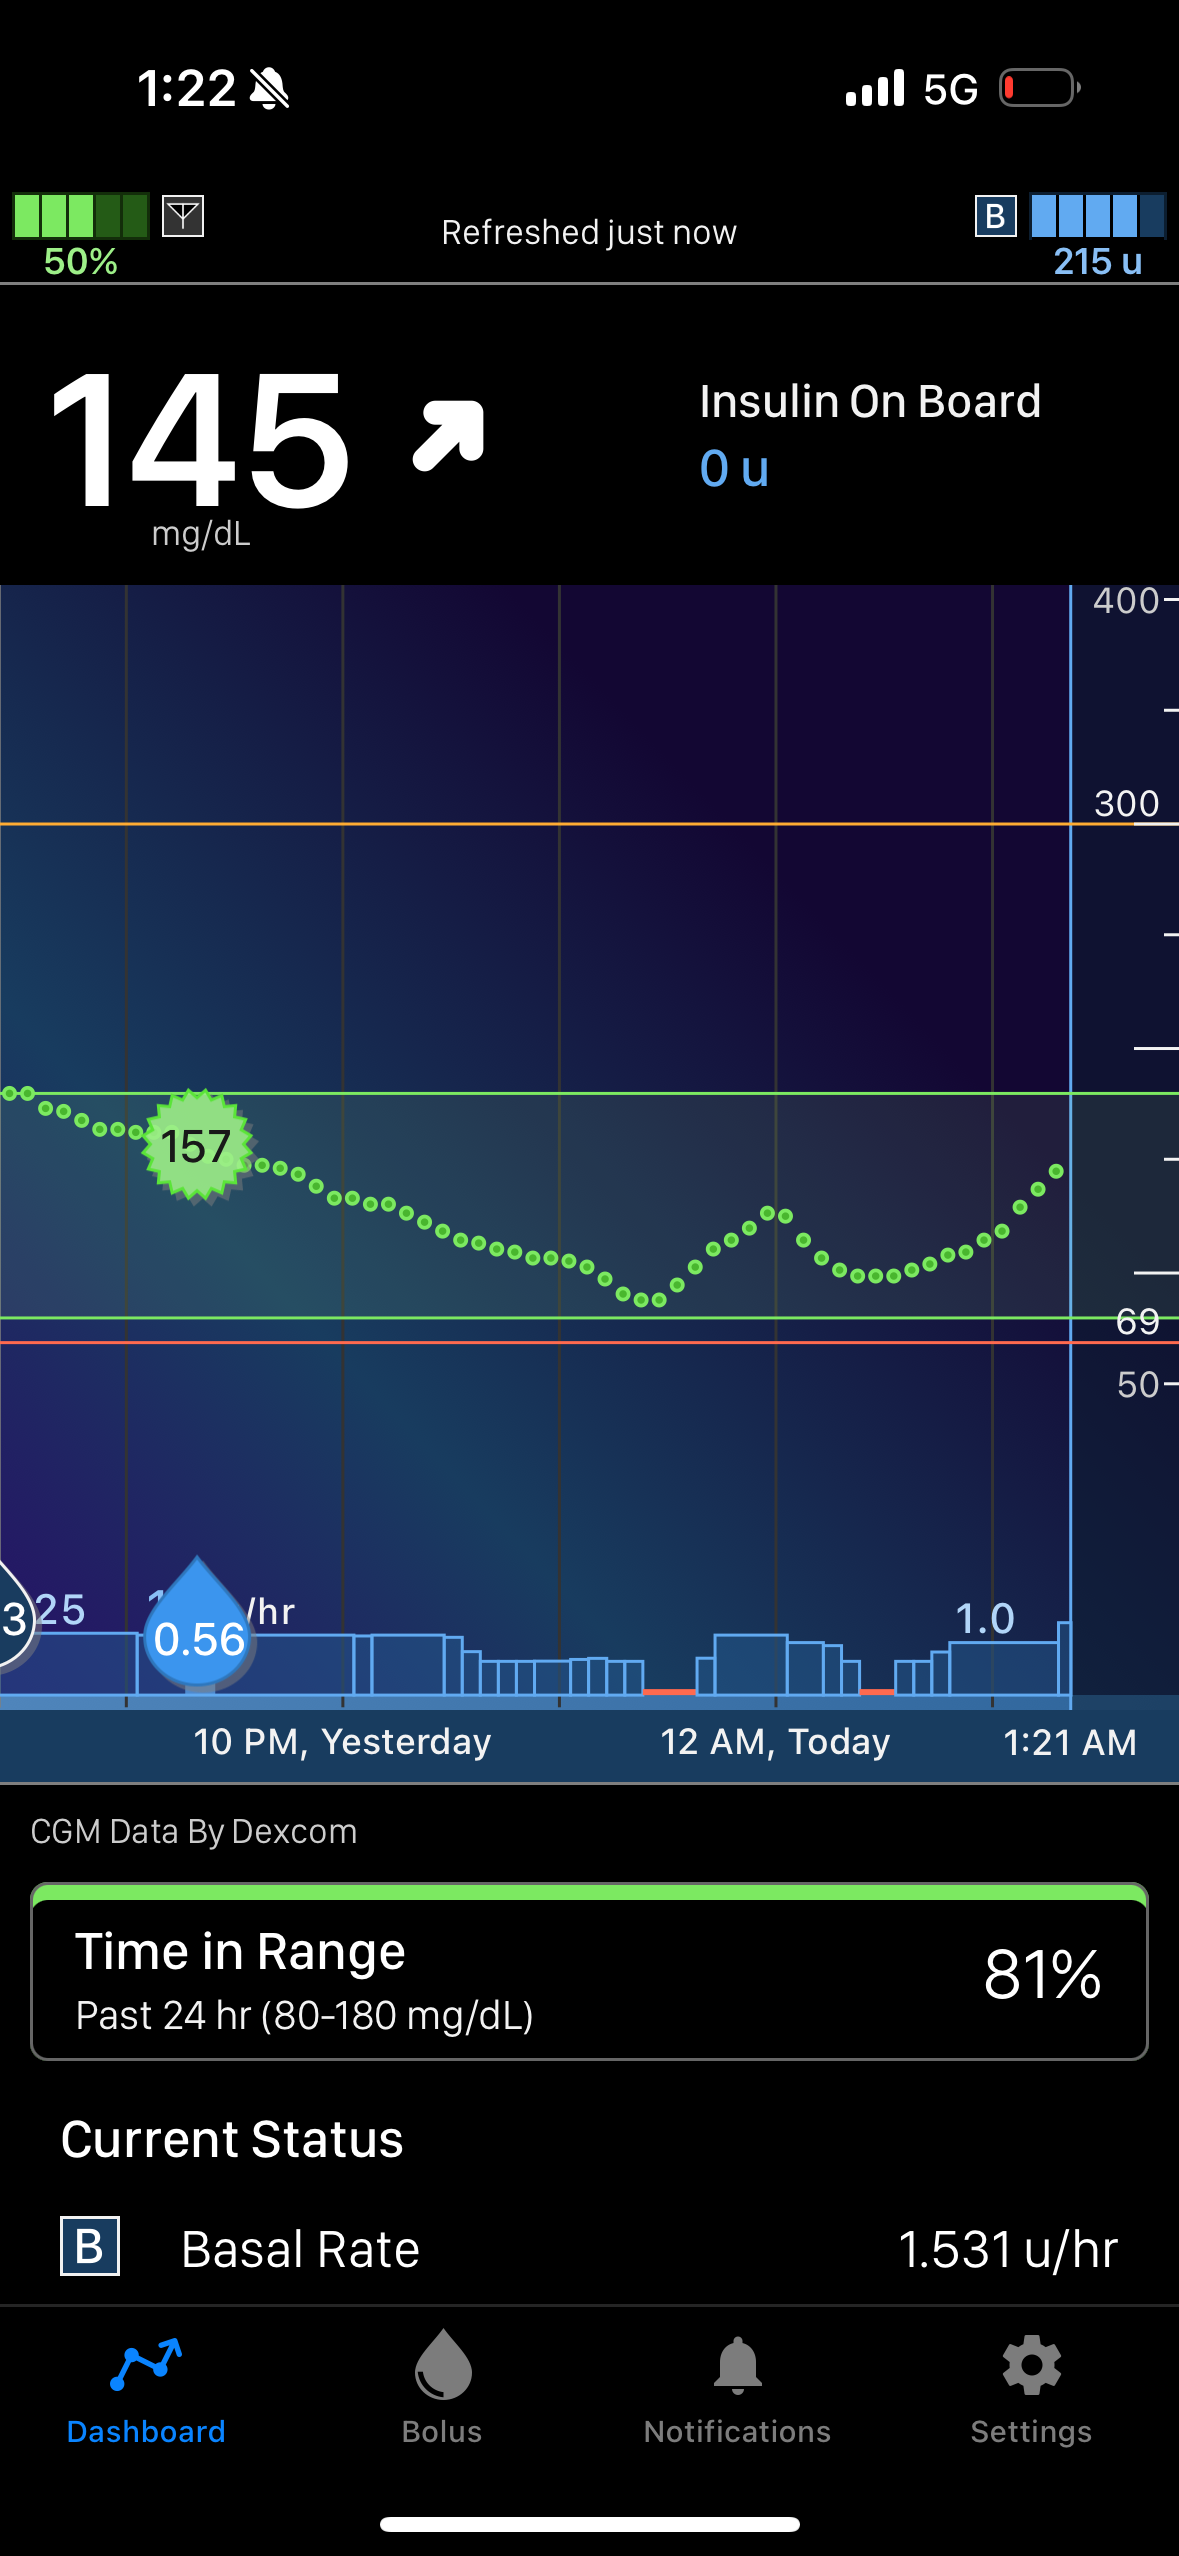 1:22
5G
50%
Refreshed just now
B
215 u
145
mg/dL
Insulin On Board
0 u
400
300
157
69
50
3
25
/hr
0.56
1.0
10 PM, Yesterday
12 AM, Today
1:21 AM
CGM Data By Dexcom
Time in Range
Past 24 hr (80-180 mg/dL)
81%
Current Status
B
Basal Rate
1.531 u/hr
Dashboard
Bolus
Notifications
Settings